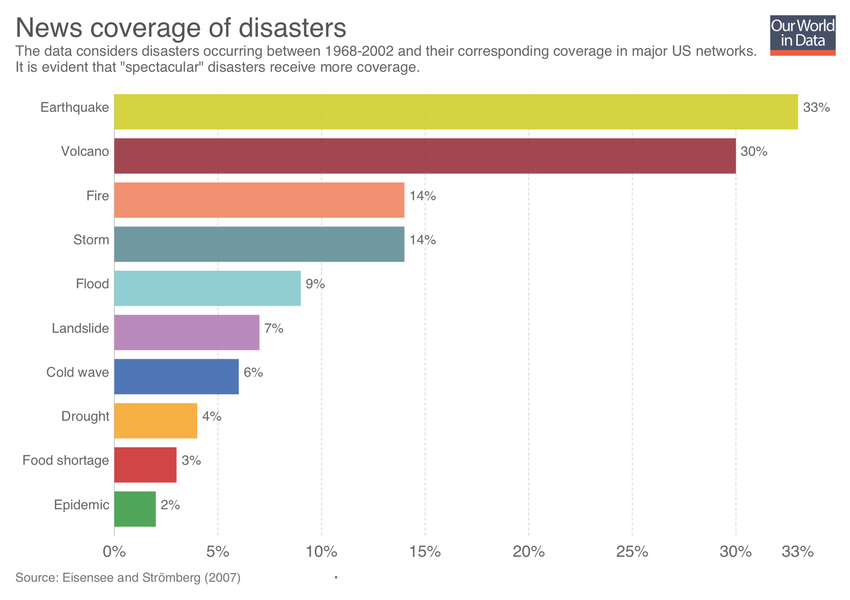 News coverage of disasters
The data considers disasters occurring between 1968-2002 and their corresponding coverage in major US networks.
It is evident that "spectacular" disasters receive more coverage.
Our World
in Data
Earthquake 33%
Volcano 30%
Fire 14%
Storm 14%
Flood 9%
Landslide 7%
Cold wave 6%
Drought 4%
Food shortage 3%
Epidemic 2%
0% 5% 10% 15% 20% 25% 30% 33%
Source: Eisensee and Strömberg (2007)